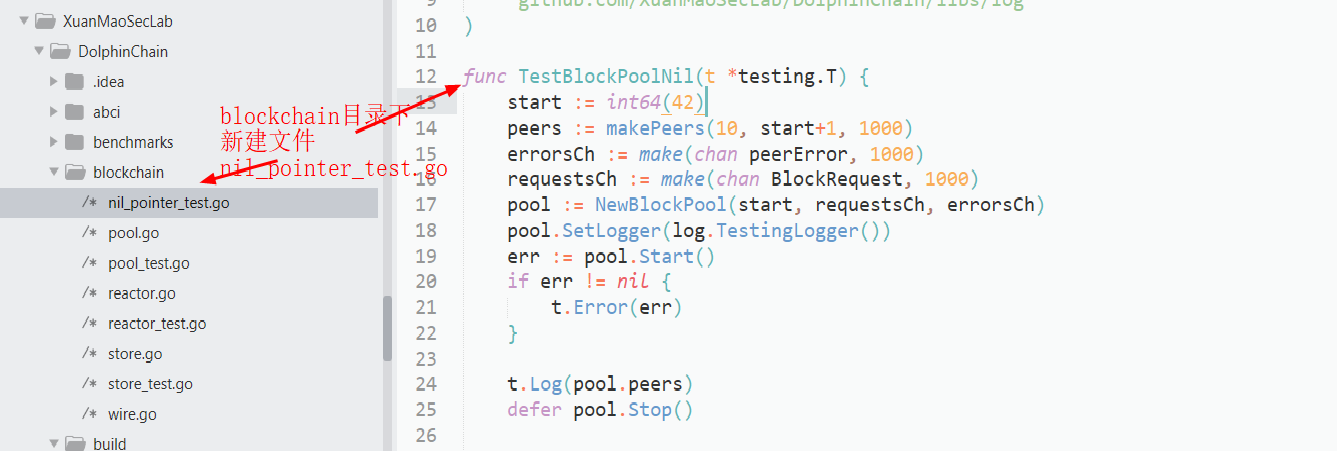 XuanMaoSecLab
DolphinChain
.idea
abci
benchmarks
blockchain
/* nil_pointer_test.go
/* pool.go
/* pool_test.go
/* reactor.go
/* reactor_test.go
/* store.go
/* store_test.go
/* wire.go
build
blockchain目录下
新建文件
nil_pointer_test.go
9 "github.com/XuanMaoSecLab/DolphinChain/libs/log"
10 )
11
12 func TestBlockPoolNil(t *testing.T) {
13 start := int64(42)
14 peers := makePeers(10, start+1, 1000)
15 errorsCh := make(chan peerError, 1000)
16 requestsCh := make(chan BlockRequest, 1000)
17 pool := NewBlockPool(start, requestsCh, errorsCh)
18 pool.SetLogger(log.TestingLogger())
19 err := pool.Start()
20 if err != nil {
21 t.Error(err)
22 }
23
24 t.Log(pool.peers)
25 defer pool.Stop()
26